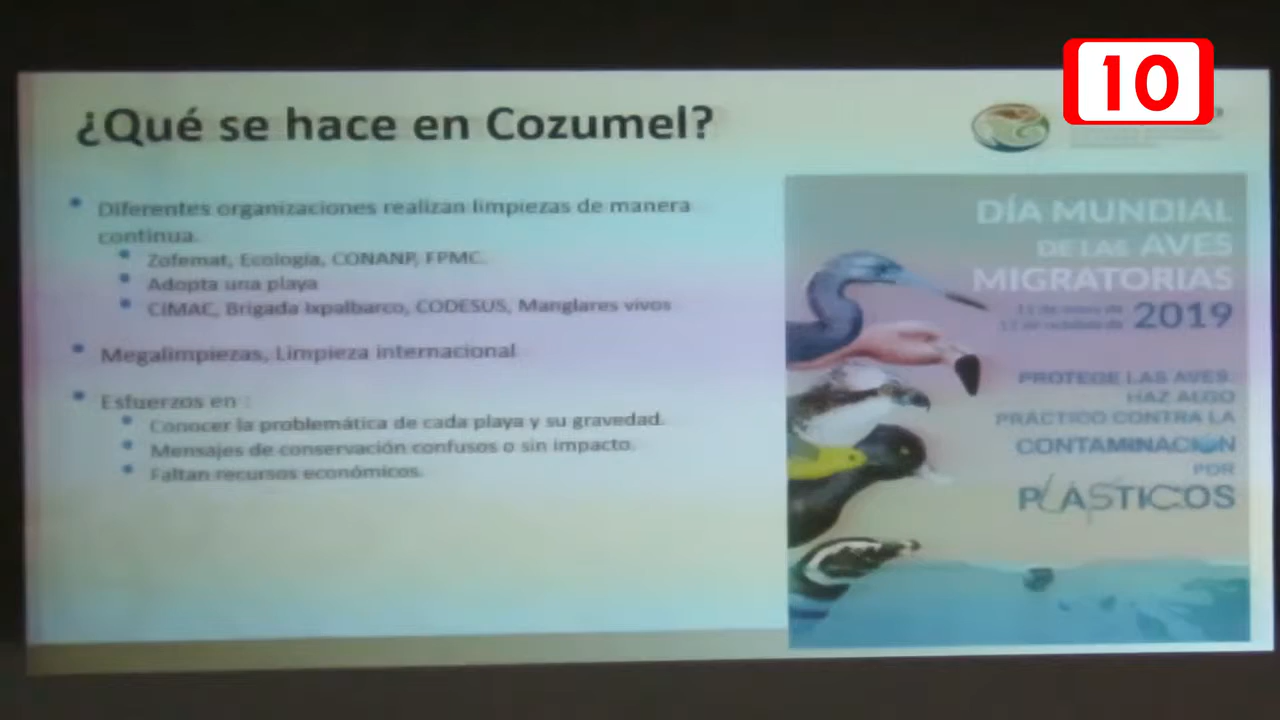 10
¿Qué se hace en Cozumel?
Diferentes organizaciones realizan limpiezas de manera
continua.
Zofemat, Ecología, CONANP, FPMC.
Adopta una playa
CIMAC, Brigada Ixpalbarco, CODESUS, Manglares vivos
Megalimpiezas, Limpieza internacional
Esfuerzos en :
Conocer la problemática de cada playa y su gravedad.
Mensajes de conservación confusos o sin impacto.
Faltan recursos económicos.
DÍA MUNDIAL
DE LAS AVES
MIGRATORIAS
2019
PROTEGE LAS AVES:
HAZ ALGO
PRÁCTICO CONTRA LA
CONTAMINACIÓN
POR
PLÁSTICOS